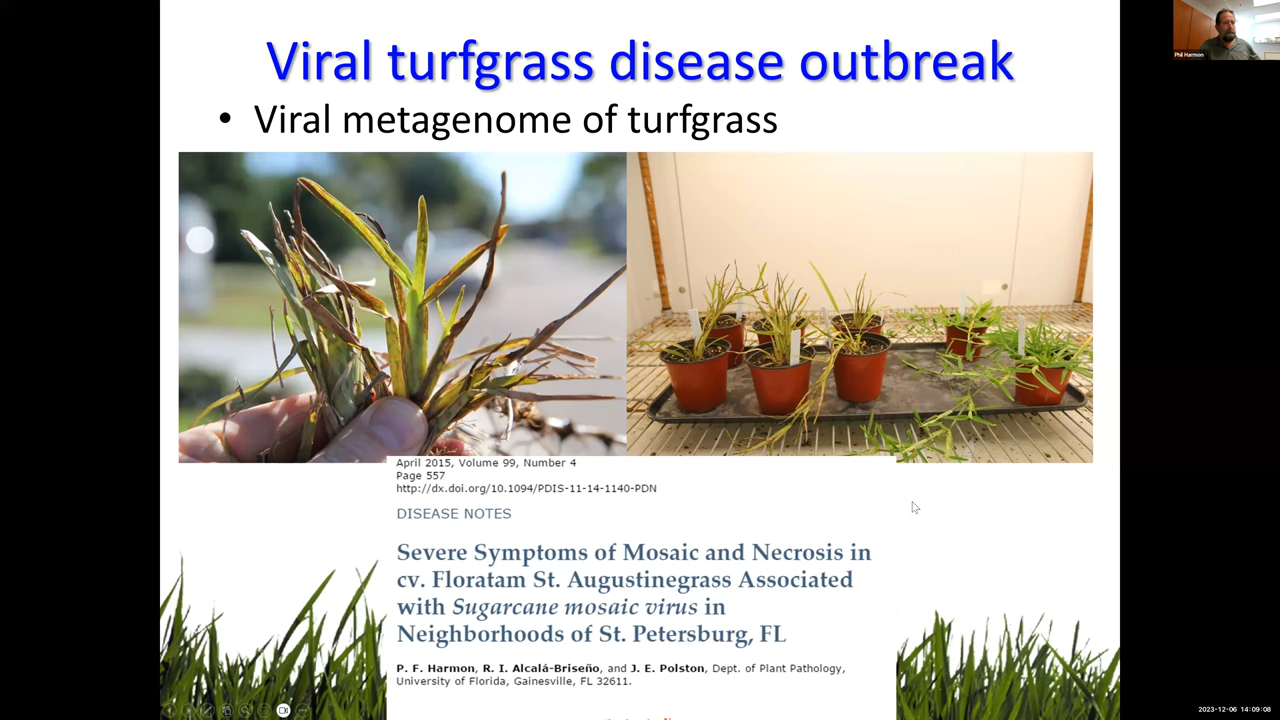 Viral turfgrass disease outbreak
Phil Harmon
• Viral metagenome of turfgrass
April 2015, Volume 99, Number 4
Page 557
http://dx.doi.org/10.1094/PDIS-11-14-1140-PDN
DISEASE NOTES
Severe Symptoms of Mosaic and Necrosis in
cv. Floratam St. Augustinegrass Associated
with Sugarcane mosaic virus in
Neighborhoods of St. Petersburg, FL
P. F. Harmon, R. I. Alcalá-Briseño, and J. E. Polston, Dept. of Plant Pathology,
University of Florida, Gainesville, FL 32611.
2023-12-06 14:09:08